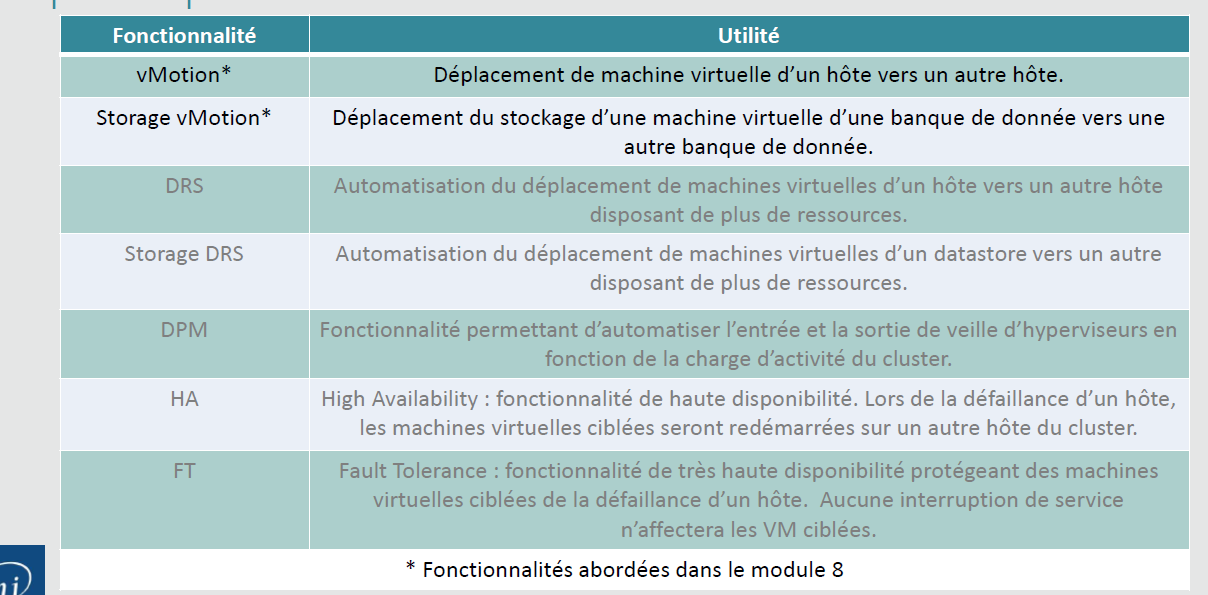 Fonctionnalité
Utilité
vMotion*
Déplacement de machine virtuelle d'un hôte vers un autre hôte.
Storage vMotion*
Déplacement du stockage d'une machine virtuelle d'une banque de donnée vers une
autre banque de donnée.
DRS
Automatisation du déplacement de machines virtuelles d'un hôte vers un autre hôte
disposant de plus de ressources.
Storage DRS
Automatisation du déplacement de machines virtuelles d'un datastore vers un autre
disposant de plus de ressources.
DPM
Fonctionnalité permettant d'automatiser l'entrée et la sortie de veille d'hyperviseurs en
fonction de la charge d'activité du cluster.
HA
High Availability : fonctionnalité de haute disponibilité. Lors de la défaillance d'un hôte,
les machines virtuelles ciblées seront redémarrées sur un autre hôte du cluster.
FT
Fault Tolerance : fonctionnalité de très haute disponibilité protégeant des machines
virtuelles ciblées de la défaillance d'un hôte. Aucune interruption de service
n'affectera les VM ciblées.
* Fonctionnalités abordées dans le module 8